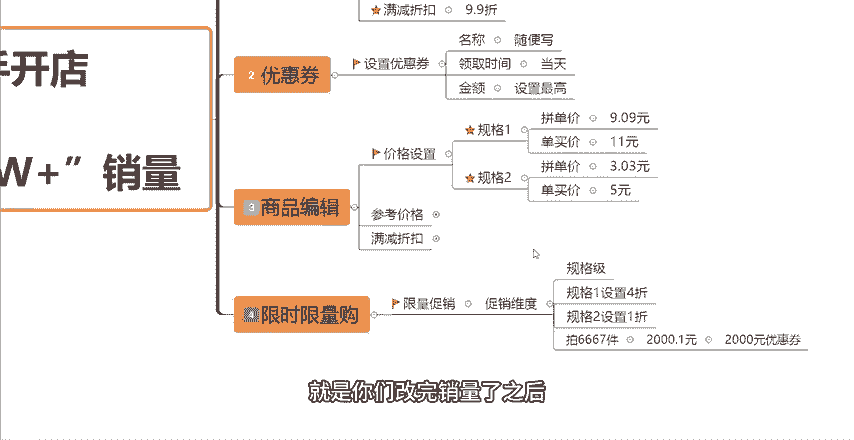 满减折扣 9.9折
手开店
W+”销量
2 优惠券
设置优惠券
名称 随便写
领取时间 当天
金额 设置最高
3 商品编辑
价格设置
规格1
拼单价 9.09元
单买价 11元
规格2
拼单价 3.03元
单买价 5元
参考价格
满减折扣
4 限时限量购
限量促销 促销维度
规格级
规格1设置4折
规格2设置1折
拍6667件 2000.1元 2000元优惠券
就是你们改完销量了之后